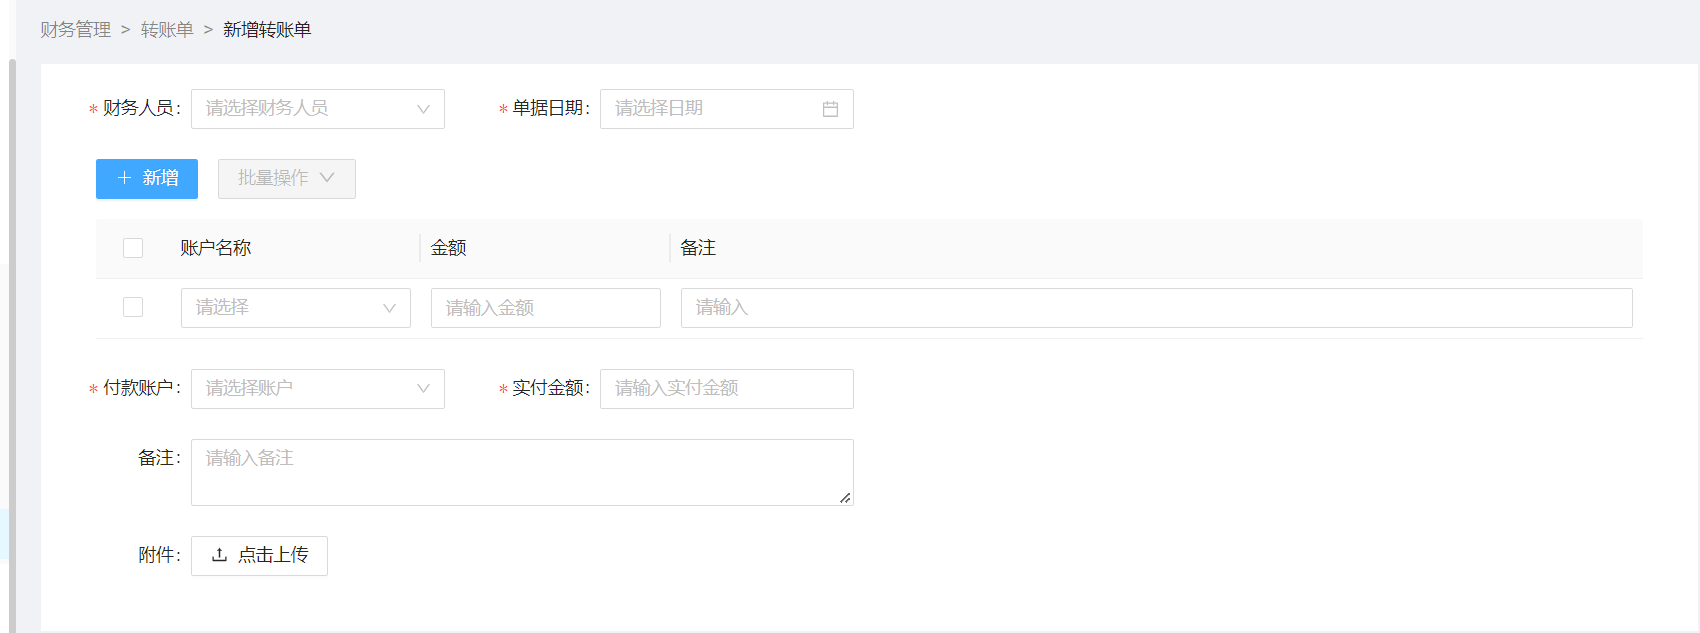 财务管理 > 转账单 > 新增转账单
* 财务人员: 请选择财务人员 * 单据日期: 请选择日期
+ 新增 批量操作
账户名称 金额 备注
请选择 请输入金额 请输入
* 付款账户: 请选择账户 * 实付金额: 请输入实付金额
备注: 请输入备注
附件: 点击上传